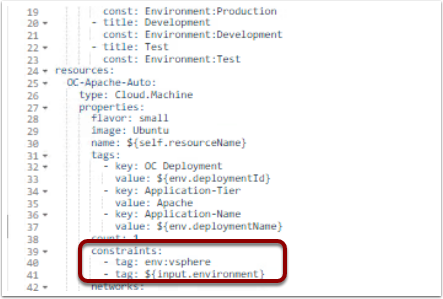 19 const: Environment:Production
20 - title: Development
21 const: Environment:Development
22 - title: Test
23 const: Environment:Test
24 resources:
25 OC-Apache-Auto:
26 type: Cloud.Machine
27 properties:
28 flavor: small
29 image: Ubuntu
30 name: ${self.resourceName}
31 tags:
32 - key: OC Deployment
33 value: ${env.deploymentId}
34 - key: Application-Tier
35 value: Apache
36 - key: Application-Name
37 value: ${env.deploymentName}
38 count: 1
39 constraints:
40 - tag: env:vsphere
41 - tag: ${input.environment}
42 networks: